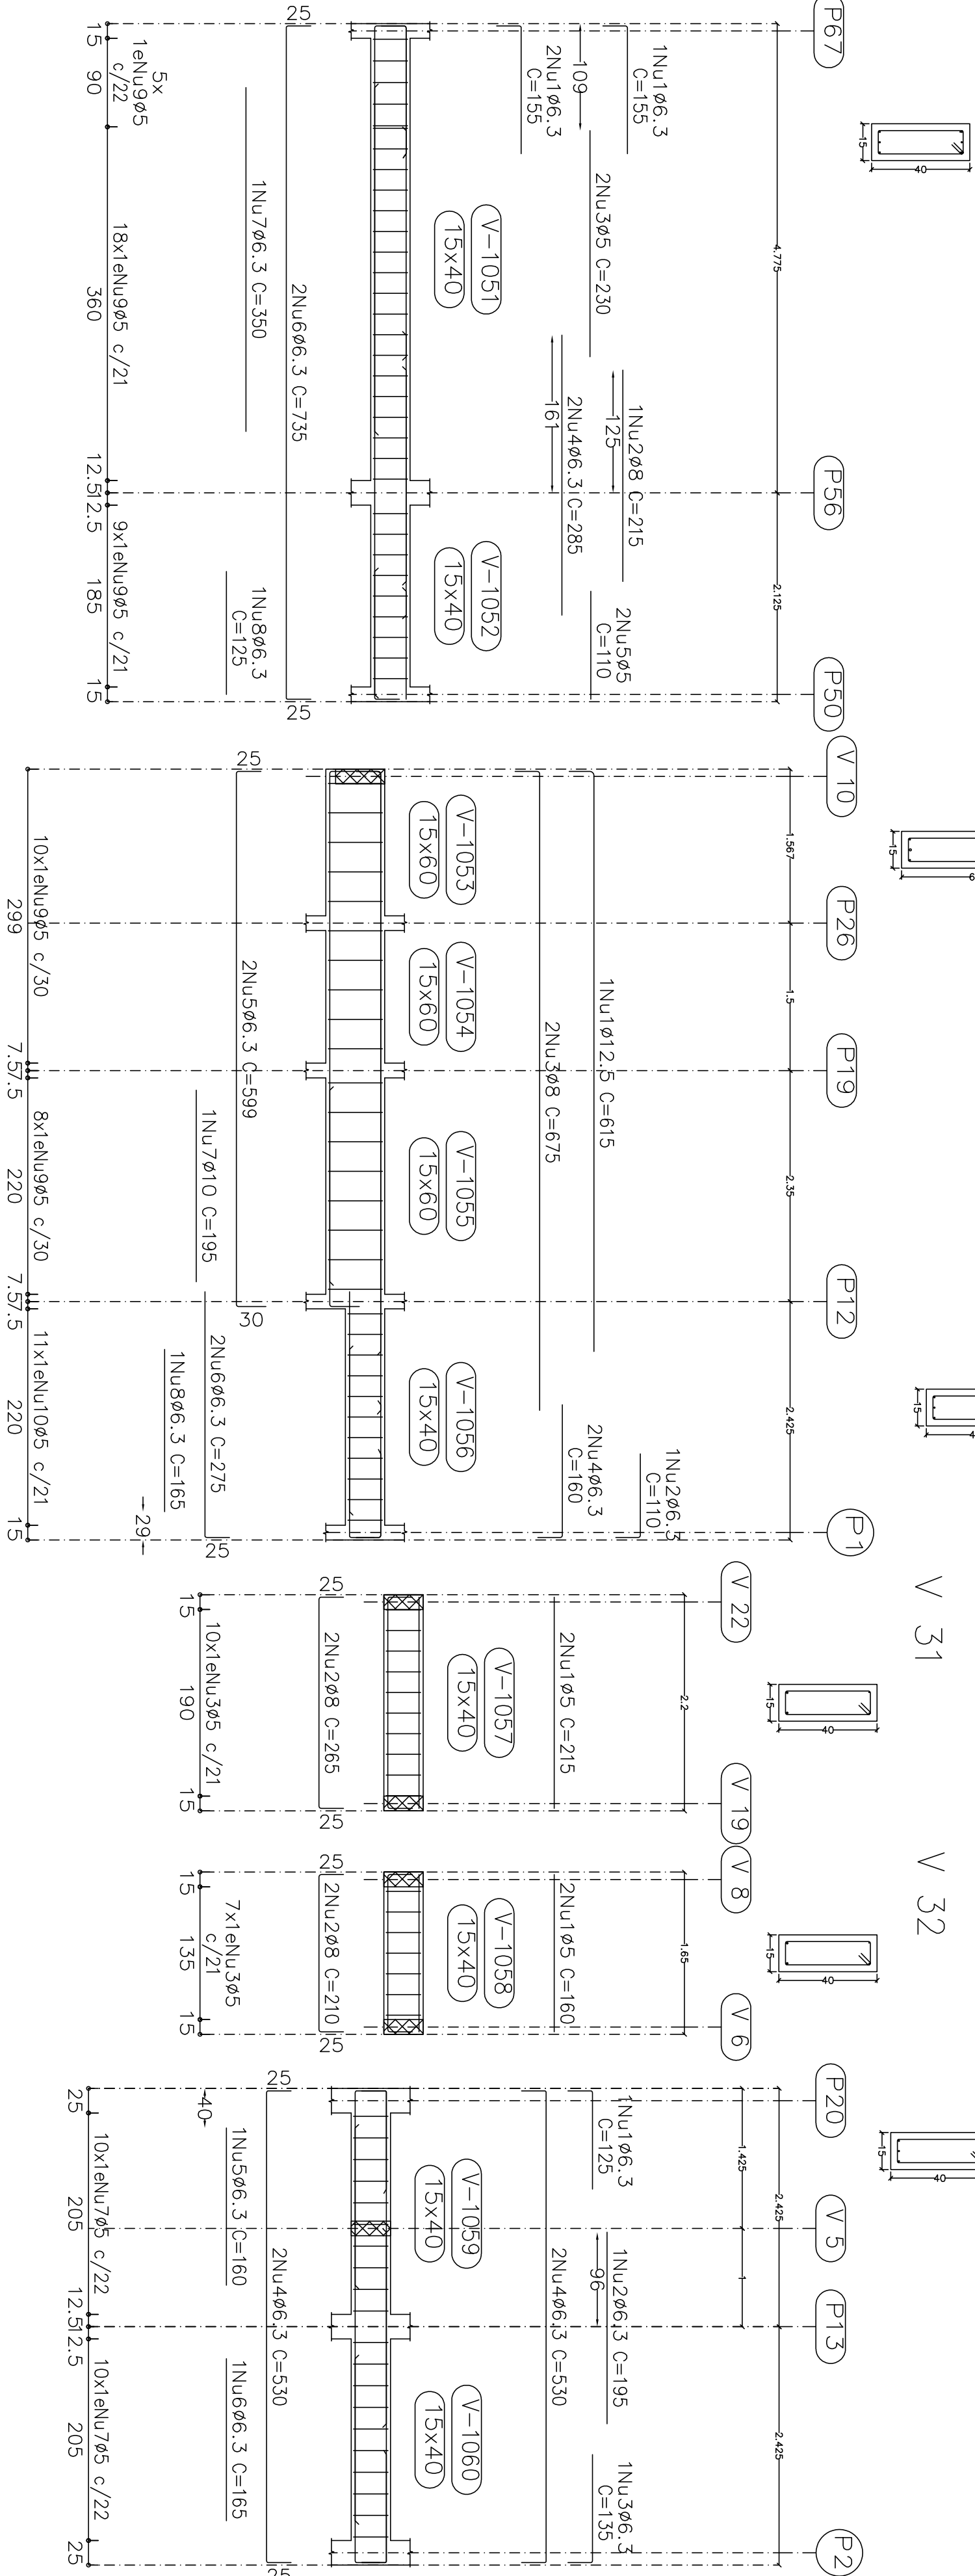 P67
P56
P50
15
40
4.775
2.125
1Nu1ø6.3
C=155
1Nu2ø8 C=215
125
2Nu3ø5 C=230
2Nu5ø5
C=110
109
2Nu4ø6.3 C=285
161
2Nu1ø6.3
C=155
V-1051
15x40
V-1052
15x40
25
2Nu6ø6.3 C=735
25
1Nu7ø6.3 C=350
1Nu8ø6.3
C=125
5x
1eNu9ø5
c/22
18x1eNu9ø5 c/21
9x1eNu9ø5 c/21
15
90
360
12.5
12.5
185
15
V 10
P26
P19
P12
P1
15
15
1.567
1.5
2.35
2.425
1Nu2ø6.3
C=110
1Nu1ø12.5 C=615
2Nu4ø6.3
C=160
2Nu3ø8 C=675
V-1053
15x60
V-1054
15x60
V-1055
15x60
V-1056
15x40
25
2Nu5ø6.3 C=599
30
2Nu6ø6.3 C=275
25
1Nu7ø10 C=195
1Nu8ø6.3 C=165
29
10x1eNu9ø5 c/30
8x1eNu9ø5 c/30
11x1eNu10ø5 c/21
299
7.5
7.5
220
7.5
7.5
220
15
V 31
15
40
V 22
V 19
2.2
2Nu1ø5 C=215
V-1057
15x40
25
2Nu2ø8 C=265
25
10x1eNu3ø5 c/21
15
190
15
V 32
15
40
V 8
V 6
1.65
2Nu1ø5 C=160
V-1058
15x40
25
2Nu2ø8 C=210
25
7x1eNu3ø5
c/21
15
135
15
15
40
P20
V 5
P13
P2
2.425
2.425
1.425
1
1Nu1ø6.3
C=125
1Nu2ø6.3 C=195
96
1Nu3ø6.3
C=135
2Nu4ø6.3 C=530
V-1059
15x40
V-1060
15x40
25
2Nu4ø6.3 C=530
25
1Nu5ø6.3 C=160
1Nu6ø6.3 C=165
40
10x1eNu7ø5 c/22
10x1eNu7ø5 c/22
25
205
12.5
12.5
205
25